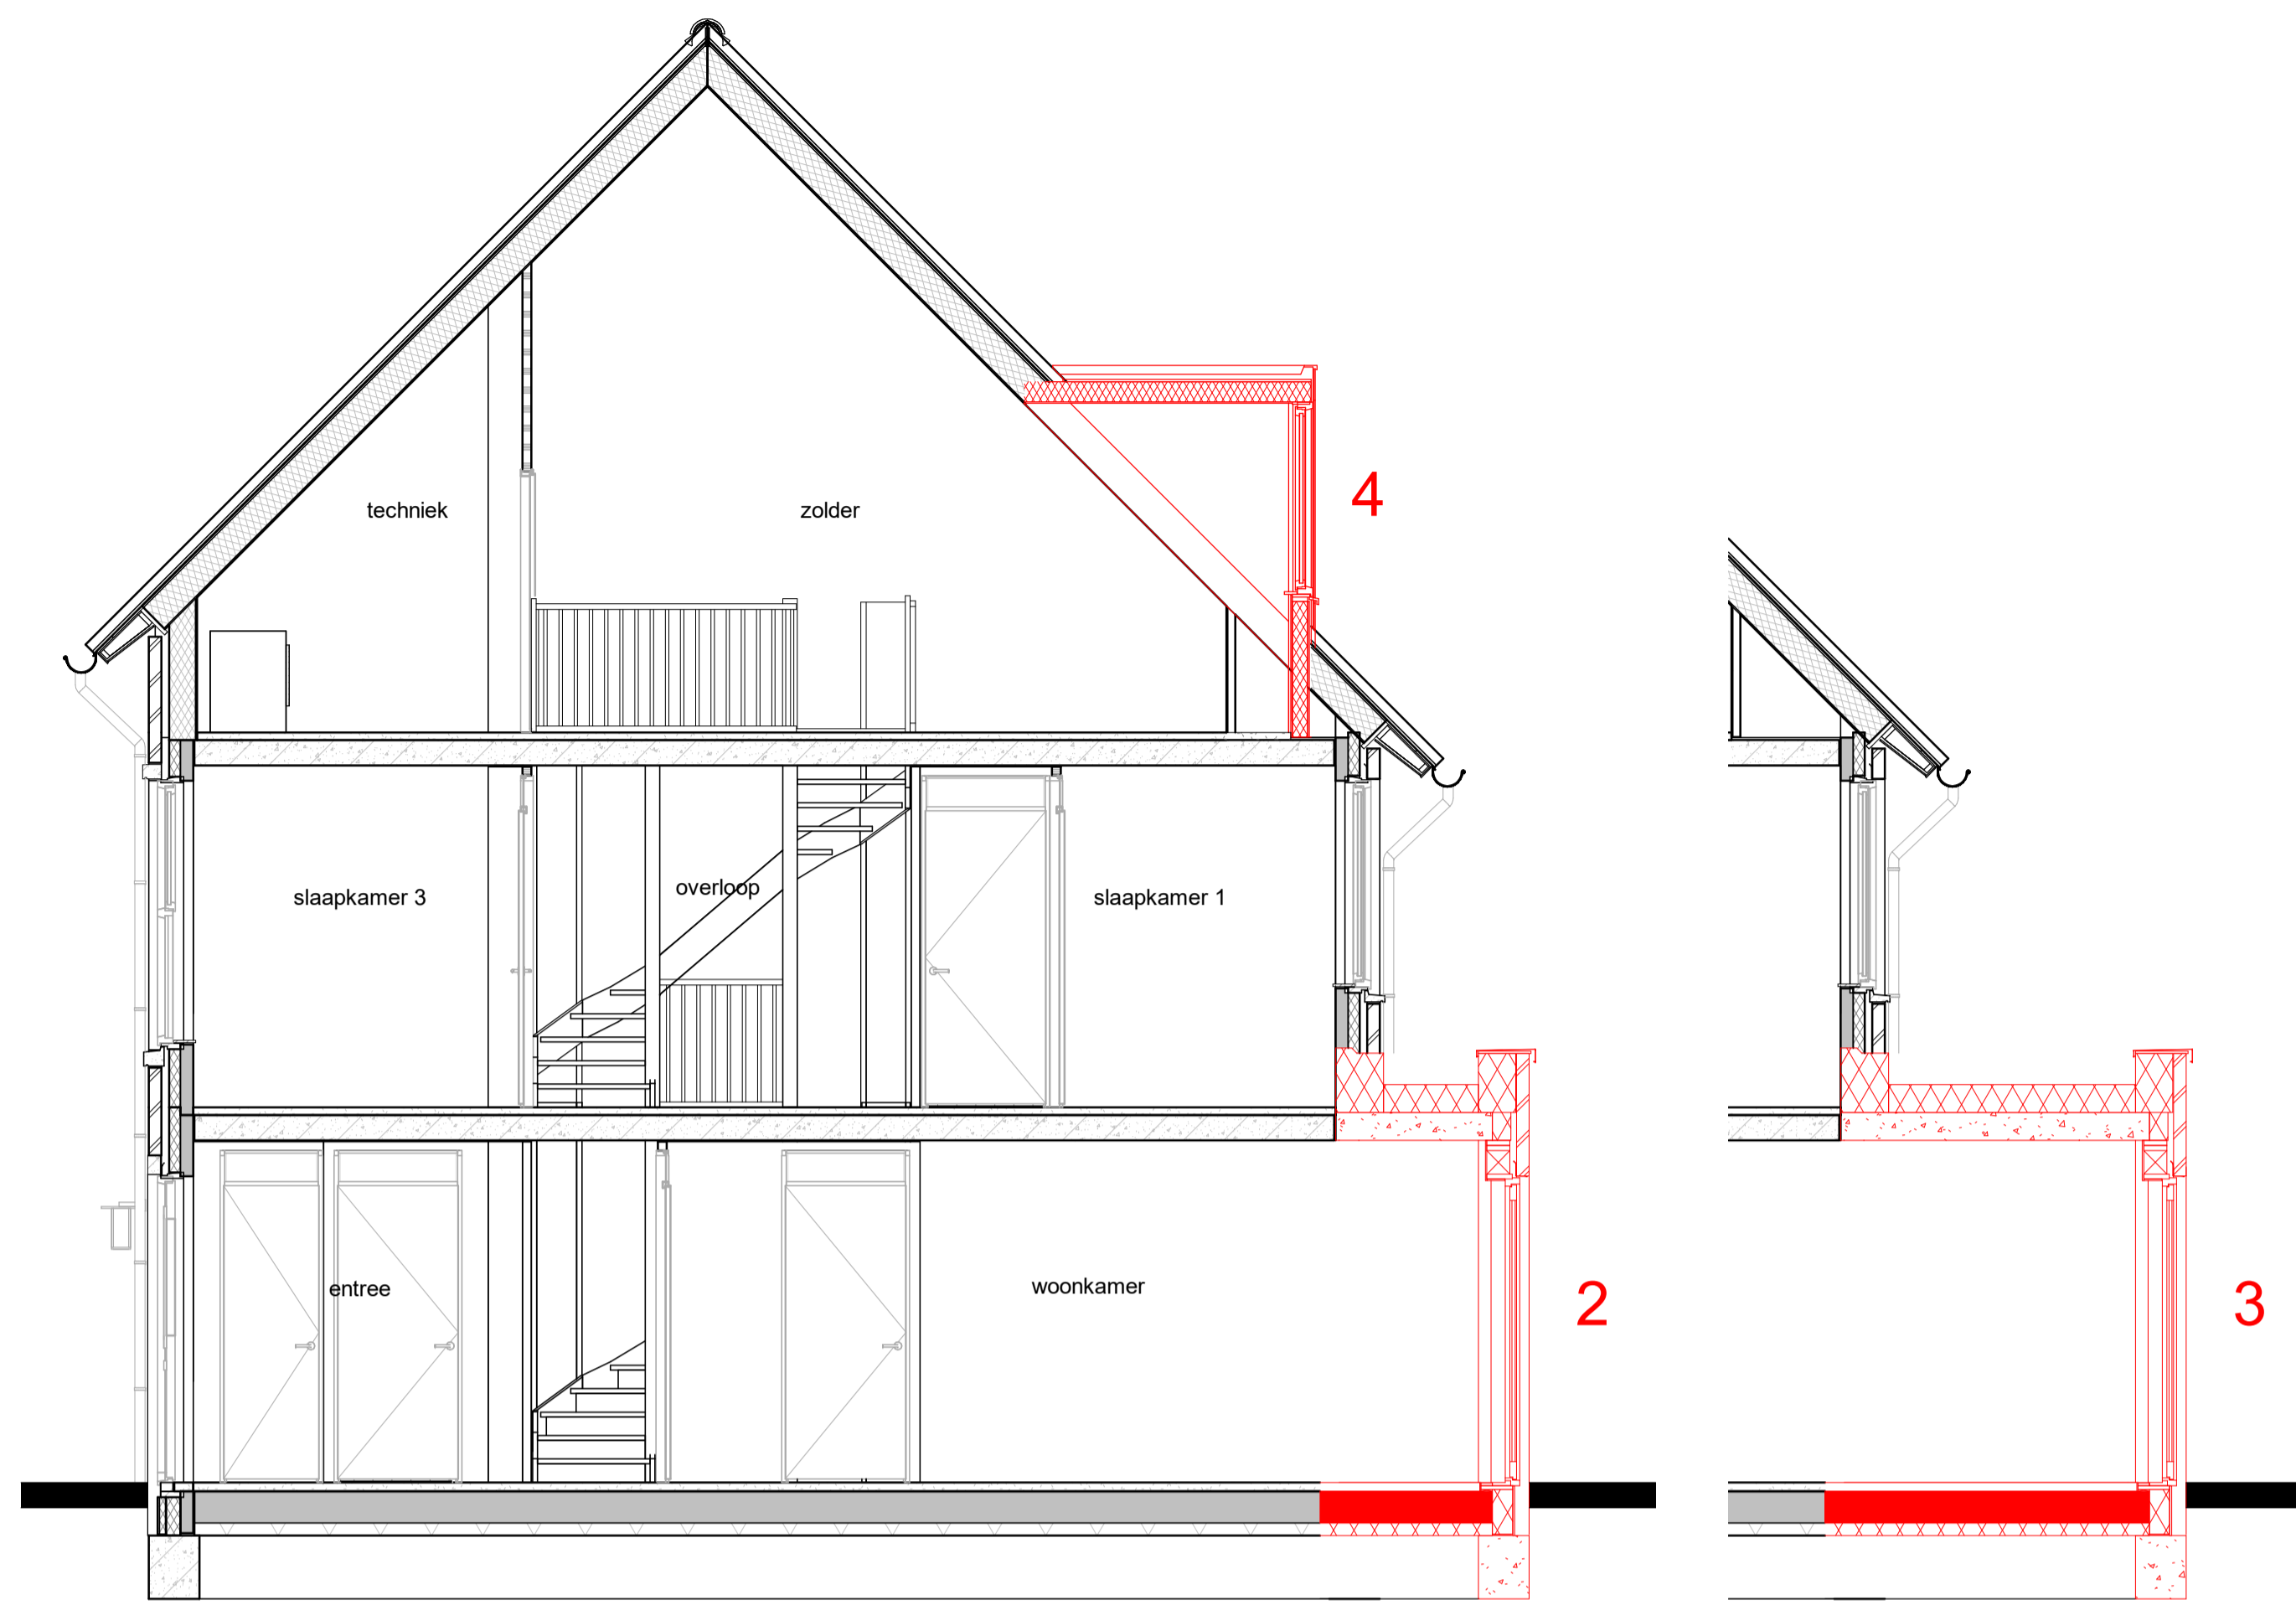 techniek
zolder
4
slaapkamer 3
overloop
slaapkamer 1
entree
woonkamer
2
3